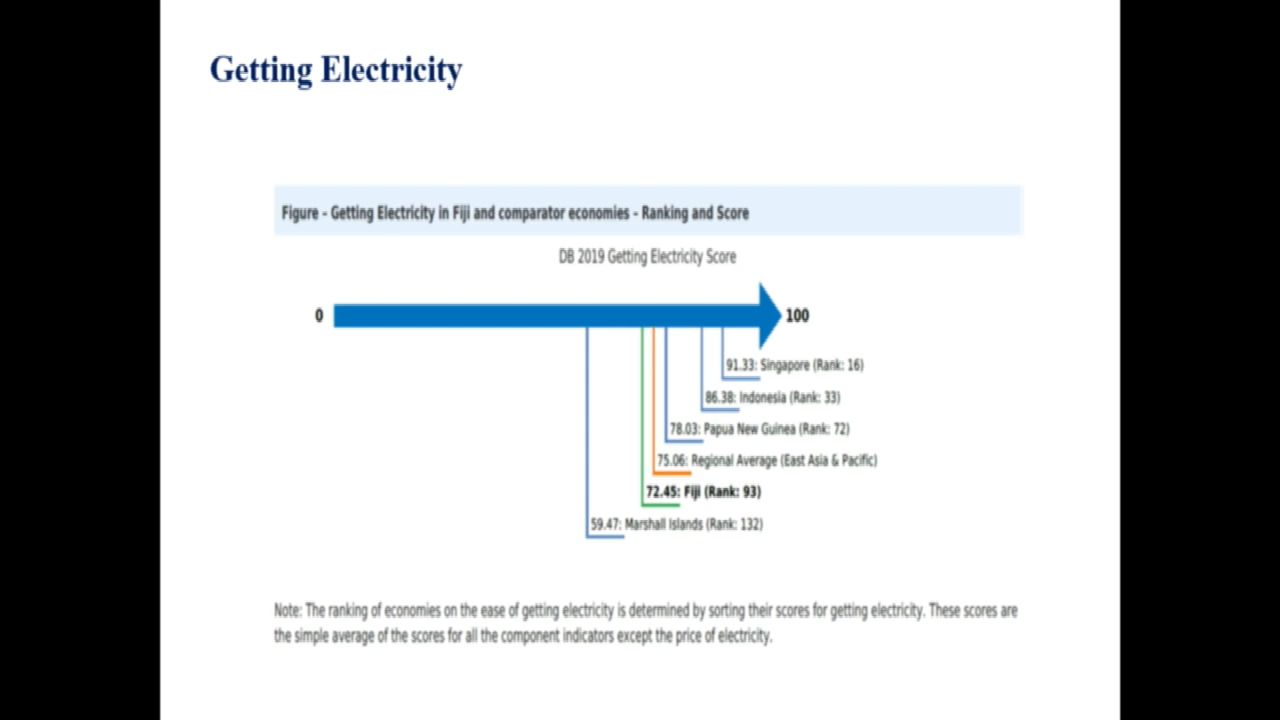 Getting Electricity
Figure - Getting Electricity in Fiji and comparator economies - Ranking and Score
DB 2019 Getting Electricity Score
0
100
91.33: Singapore (Rank: 16)
86.38: Indonesia (Rank: 33)
78.03: Papua New Guinea (Rank: 72)
75.06: Regional Average (East Asia & Pacific)
72.45: Fiji (Rank: 93)
59.47: Marshall Islands (Rank: 132)
Note: The ranking of economies on the ease of getting electricity is determined by sorting their scores for getting electricity. These scores are
the simple average of the scores for all the component indicators except the price of electricity.